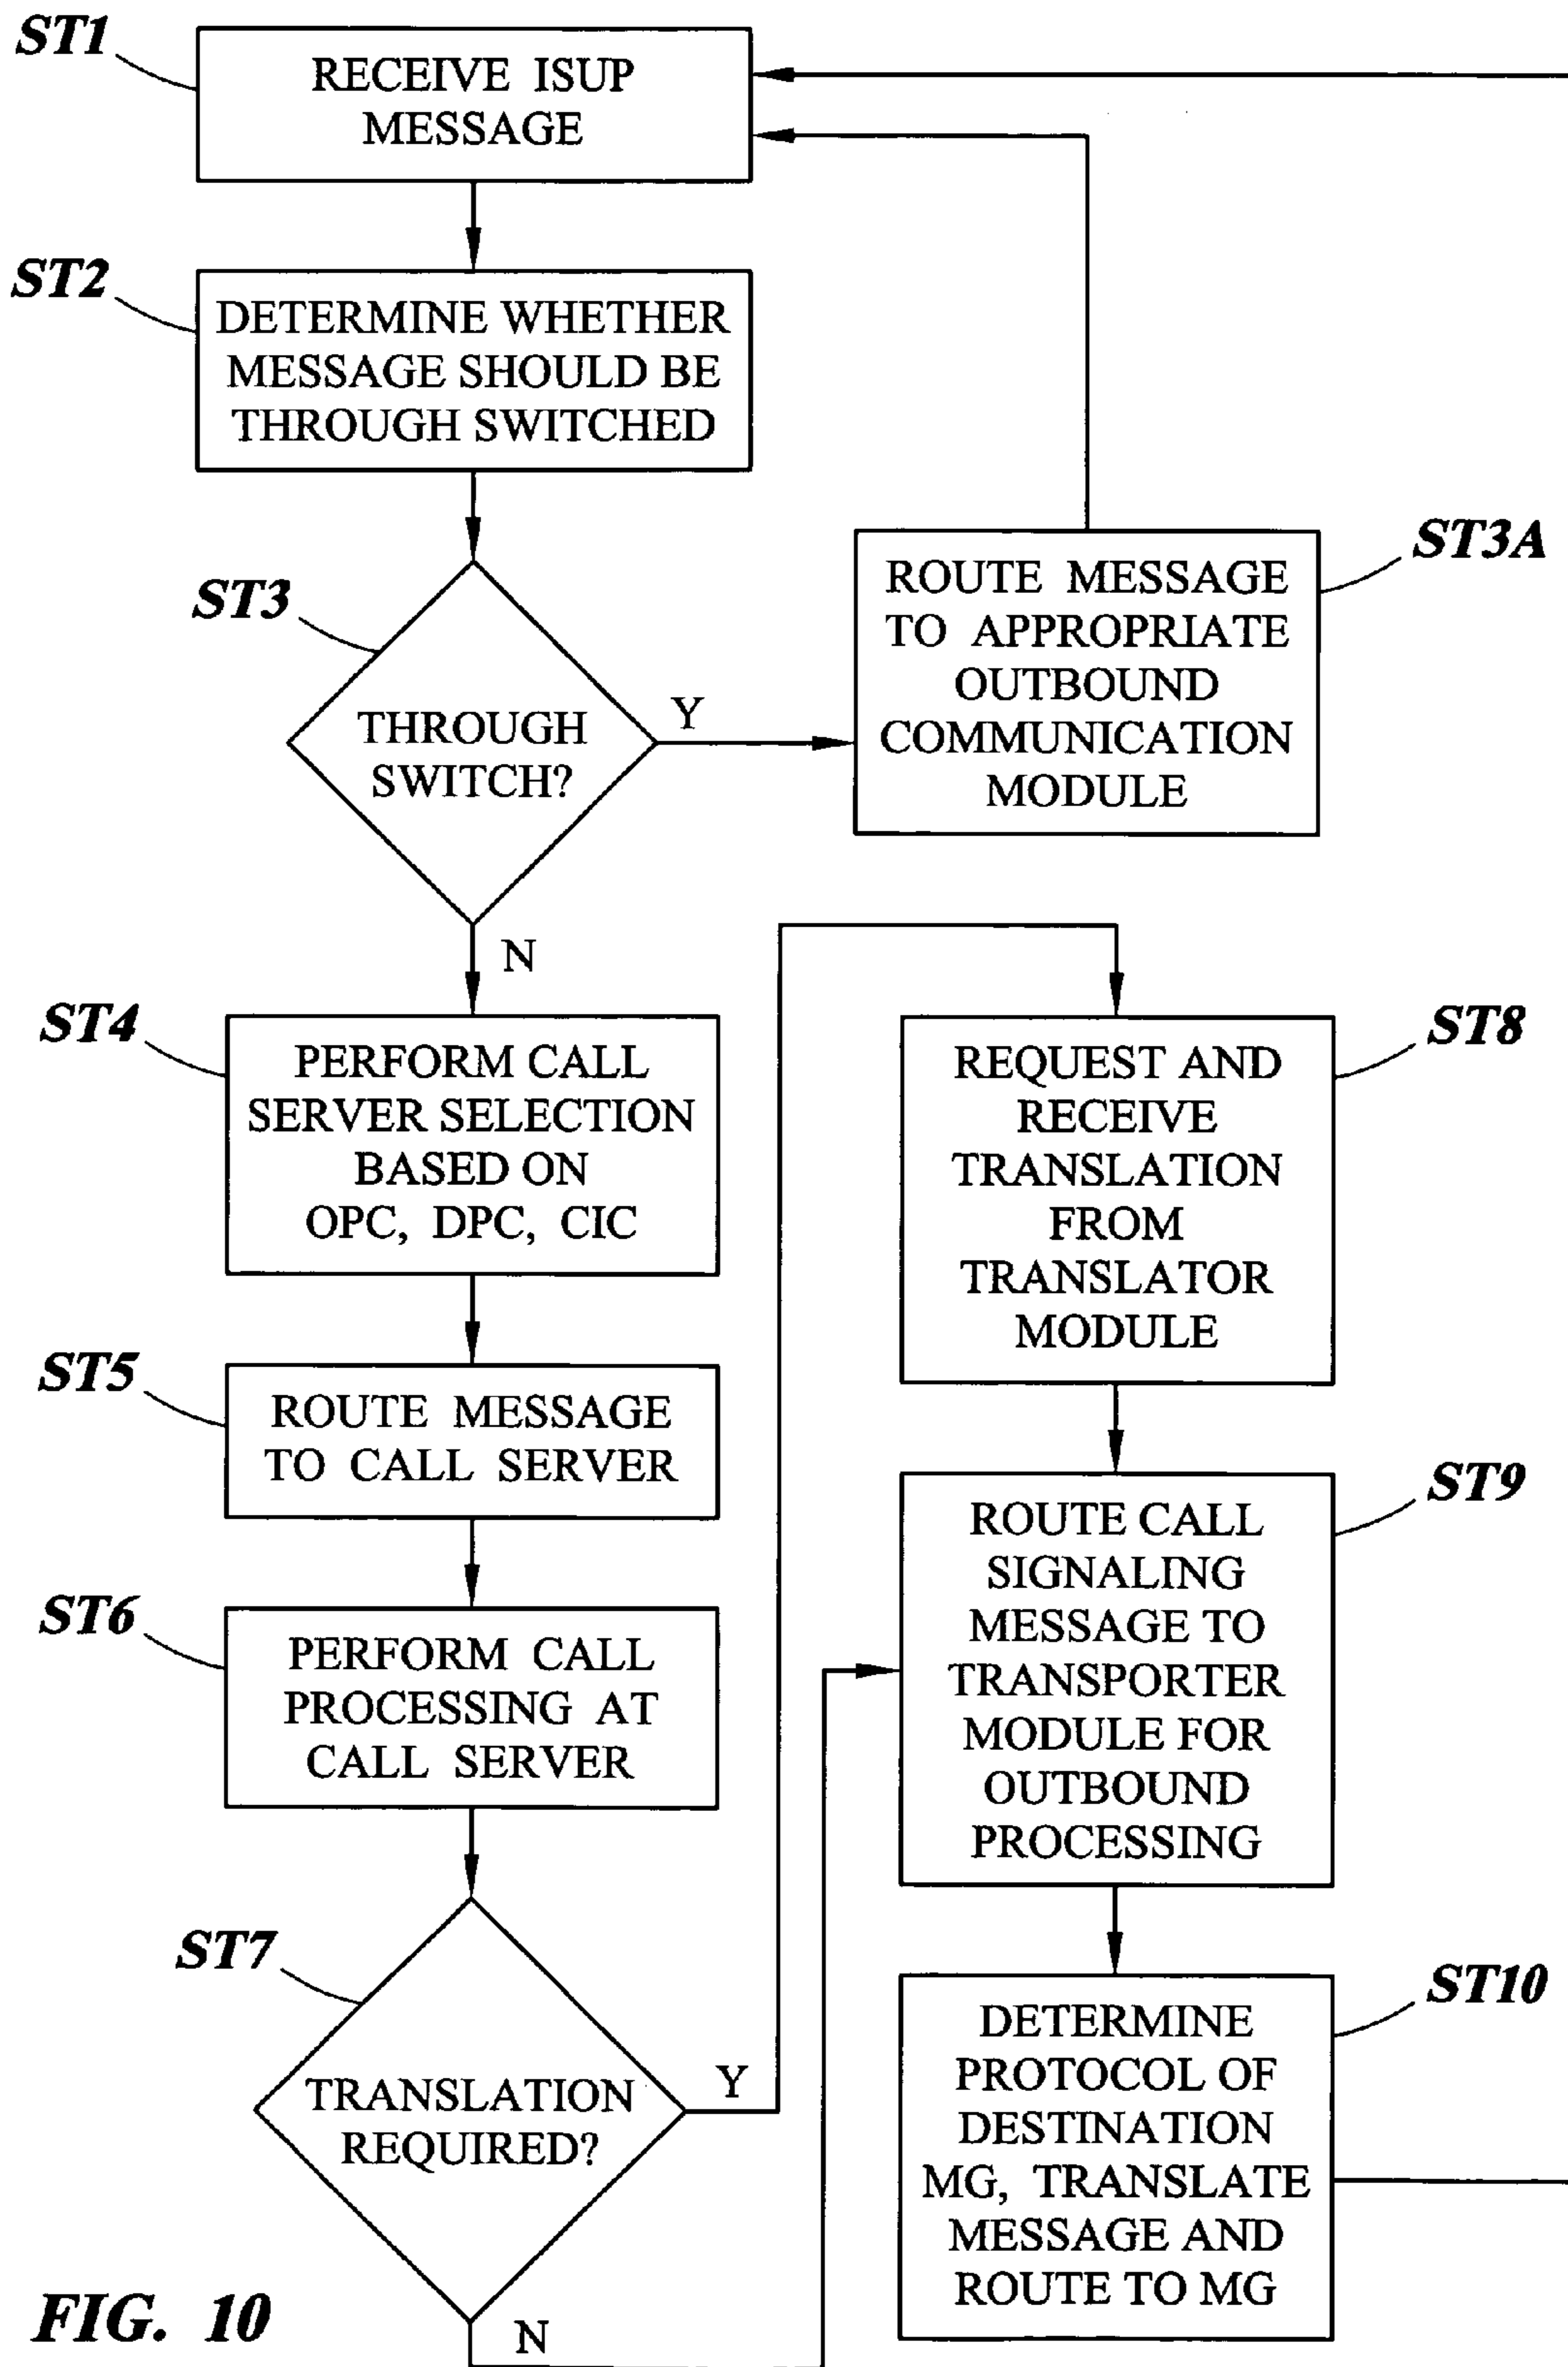 ST1
RECEIVE ISUP
MESSAGE
ST2
DETERMINE WHETHER
MESSAGE SHOULD BE
THROUGH SWITCHED
ST3
THROUGH
SWITCH?
Y
N
ST3A
ROUTE MESSAGE
TO APPROPRIATE
OUTBOUND
COMMUNICATION
MODULE
ST4
PERFORM CALL
SERVER SELECTION
BASED ON
OPC, DPC, CIC
ST5
ROUTE MESSAGE
TO CALL SERVER
ST6
PERFORM CALL
PROCESSING AT
CALL SERVER
ST7
TRANSLATION
REQUIRED?
Y
N
ST8
REQUEST AND
RECEIVE
TRANSLATION
FROM
TRANSLATOR
MODULE
ST9
ROUTE CALL
SIGNALING
MESSAGE TO
TRANSPORTER
MODULE FOR
OUTBOUND
PROCESSING
ST10
DETERMINE
PROTOCOL OF
DESTINATION
MG, TRANSLATE
MESSAGE AND
ROUTE TO MG
FIG. 10